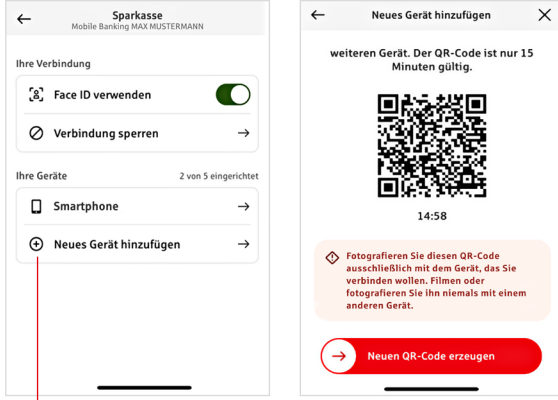 Sparkasse
Mobile Banking MAX MUSTERMANN
Ihre Verbindung
Face ID verwenden
Verbindung sperren
Ihre Geräte 2 von 5 eingerichtet
Smartphone
Neues Gerät hinzufügen
Neues Gerät hinzufügen
weiteren Gerät. Der QR-Code ist nur 15
Minuten gültig.
14:58
Fotografieren Sie diesen QR-Code
ausschließlich mit dem Gerät, das Sie
verbinden wollen. Filmen oder
fotografieren Sie ihn niemals mit einem
anderen Gerät.
Neuen QR-Code erzeugen